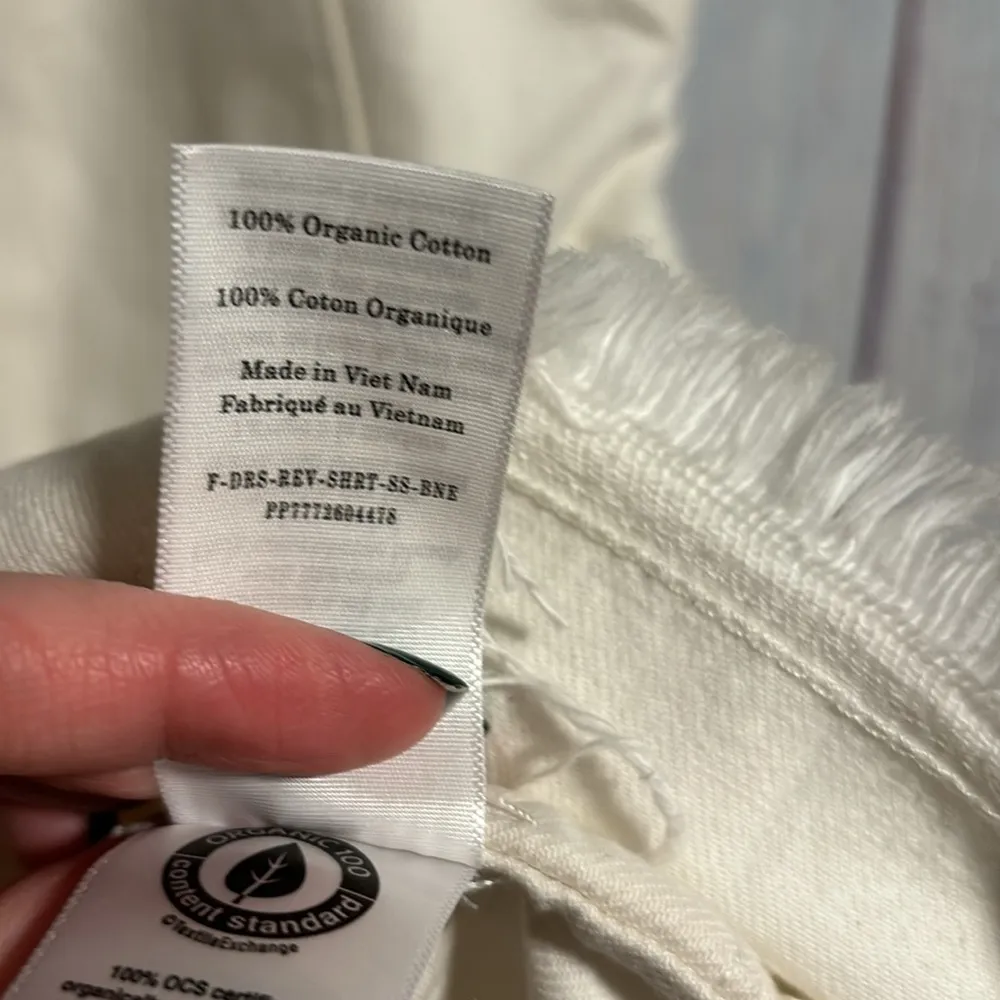 100% Organic Cotton
100% Coton Organique
Made in Viet Nam
Fabriqué au Vietnam
F-DRS-REV-SHRT-SS-BNE
PP7772604478
ORGANIC 100
content standard
©TextileExchange
100% OCS